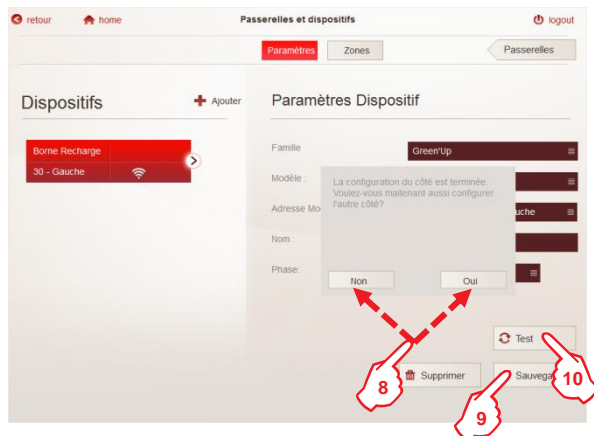 retour home Passerelles et dispositifs logout
Paramètres Zones Passerelles
Dispositifs Ajouter Paramètres Dispositif
Borne Recharge
30 - Gauche
Famille Green'Up
Modèle :
Adresse Mo uche
Nom :
Phase:
La configuration du côté est terminée.
Voulez-vous maitenant aussi configurer
l'autre côté?
Non Oui
Test
Supprimer Sauvega
8 9 10